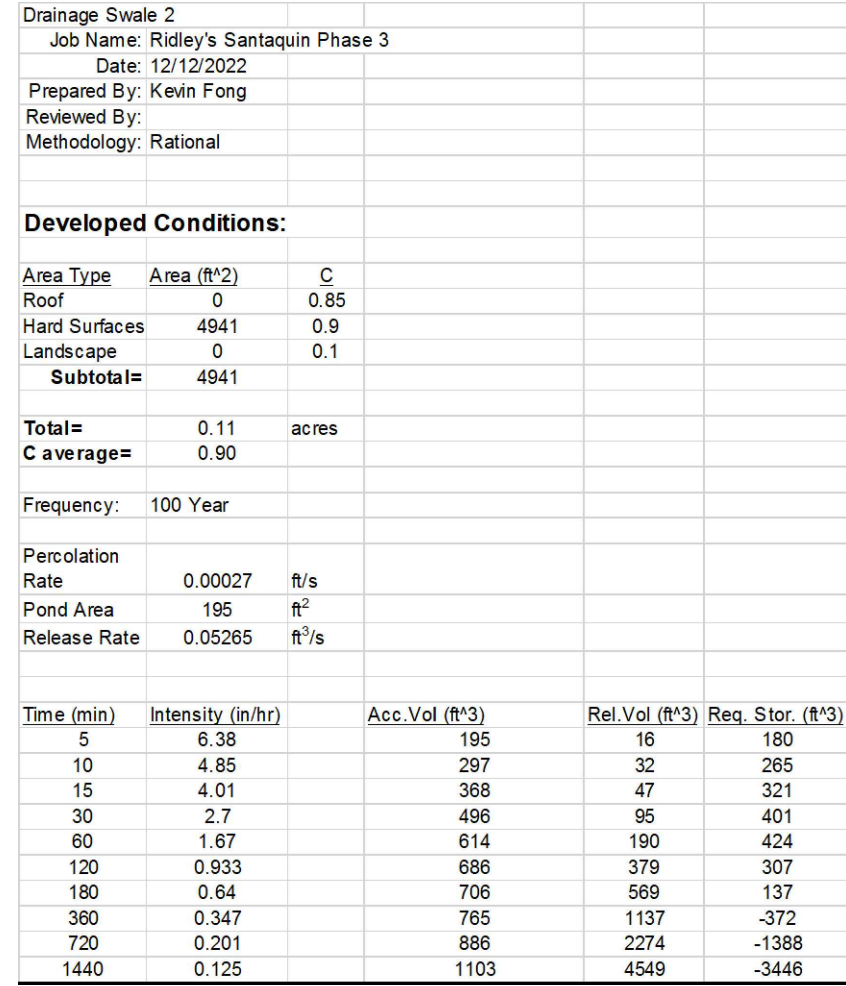 Drainage Swale 2
Job Name: Ridley's Santaquin Phase 3
Date: 12/12/2022
Prepared By: Kevin Fong
Reviewed By:
Methodology: Rational
Developed Conditions:
Area Type Area (ft^2) C
Roof 0 0.85
Hard Surfaces 4941 0.9
Landscape 0 0.1
Subtotal= 4941
Total= 0.11 acres
C average= 0.90
Frequency: 100 Year
Percolation
Rate 0.00027 ft/s
Pond Area 195 ft²
Release Rate 0.05265 ft³/s
Time (min) Intensity (in/hr) Acc.Vol (ft^3) Rel.Vol (ft^3) Req. Stor. (ft^3)
5 6.38 195 16 180
10 4.85 297 32 265
15 4.01 368 47 321
30 2.7 496 95 401
60 1.67 614 190 424
120 0.933 686 379 307
180 0.64 706 569 137
360 0.347 765 1137 -372
720 0.201 886 2274 -1388
1440 0.125 1103 4549 -3446